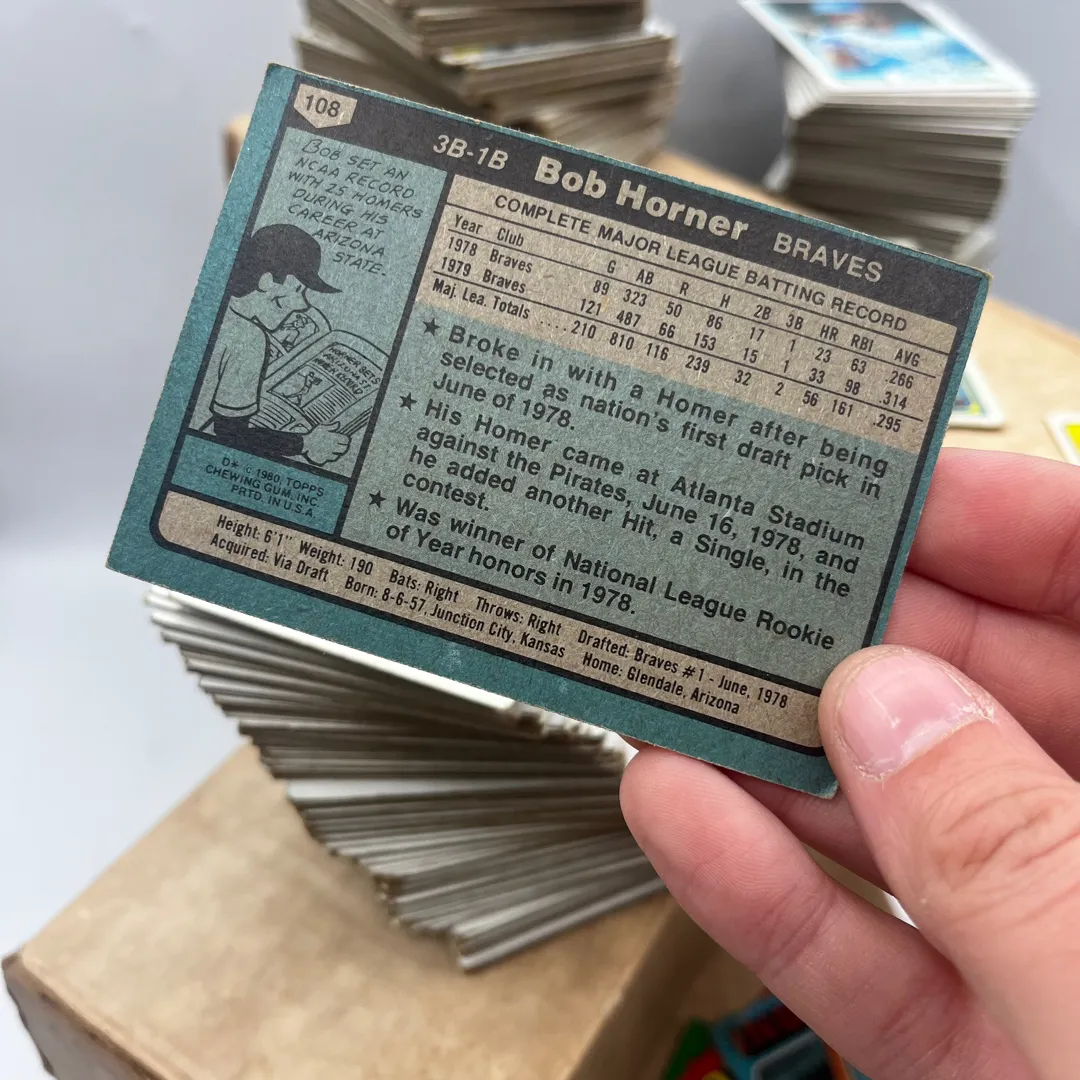 108
3B-1B Bob Horner BRAVES
BOB SET AN
NCAA RECORD
WITH 25 HOMERS
DURING HIS
CAREER AT
ARIZONA
STATE.
D* © 1980 TOPPS
CHEWING GUM, INC.
PRTD. IN U.S.A.
COMPLETE MAJOR LEAGUE BATTING RECORD
Year Club G AB R H 2B 3B HR RBI AVG
1978 Braves 89 323 50 86 17 1 23 63 .266
1979 Braves 121 487 66 153 15 1 33 98 .314
Maj. Lea. Totals .... 210 810 116 239 32 2 56 161 .295
★ Broke in with a Homer after being
selected as nation's first draft pick in
June of 1978.
★ His Homer came at Atlanta Stadium
against the Pirates, June 16, 1978, and
he added another Hit, a Single, in the
contest.
★ Was winner of National League Rookie
of Year honors in 1978.
Height: 6'1" Weight: 190 Bats: Right Throws: Right Drafted: Braves #1 - June, 1978
Acquired: Via Draft Born: 8-6-57, Junction City, Kansas Home: Glendale, Arizona